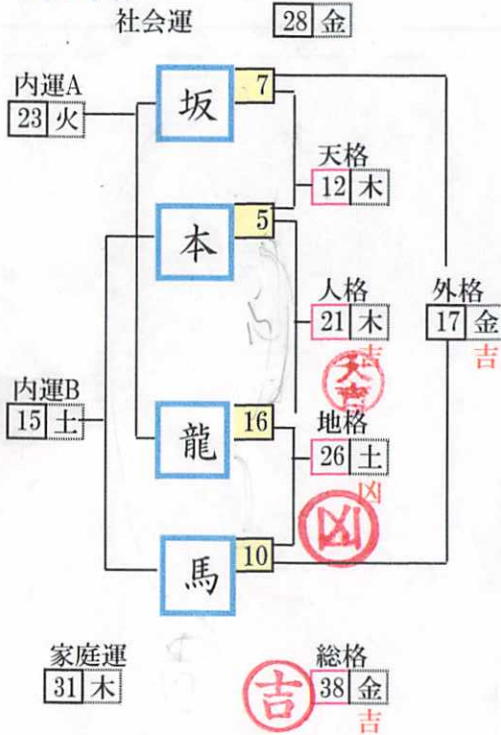 社会運 28 金
内運A
23 火
坂 7
天格
12 木
本 5
人格
21 木
吉
外格
17 金
吉
内運B
15 土
龍 16
地格
26 土
凶
凶
馬 10
家庭運
31 木
吉
総格
38 金
吉